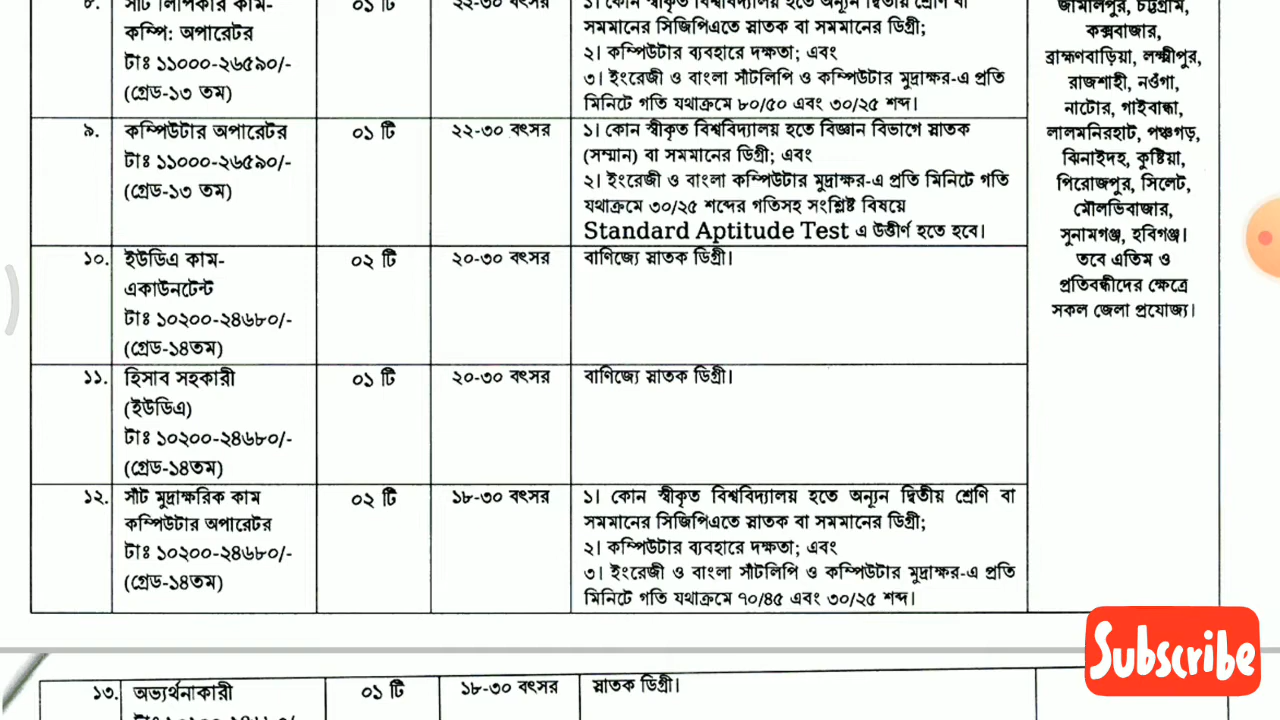 ৮. সাঁট লিপিকার কাম- ০১ টি ২২-৩০ বৎসর ১। কোন স্বীকৃত বিশ্ববিদ্যালয় হতে অন্যূন দ্বিতীয় শ্রেণি বা
কম্পি: অপারেটর সমমানের সিজিপিএতে স্নাতক বা সমমানের ডিগ্রী;
টাঃ ১১০০০-২৬৫৯০/- ২। কম্পিউটার ব্যবহারে দক্ষতা; এবং
(গ্রেড-১৩ তম) ৩। ইংরেজী ও বাংলা সাঁটলিপি ও কম্পিউটার মুদ্রাক্ষর-এ প্রতি
মিনিটে গতি যথাক্রমে ৮০/৫০ এবং ৩০/২৫ শব্দ।
৯. কম্পিউটার অপারেটর ০১ টি ২২-৩০ বৎসর ১। কোন স্বীকৃত বিশ্ববিদ্যালয় হতে বিজ্ঞান বিভাগে স্নাতক
টাঃ ১১০০০-২৬৫৯০/- (সম্মান) বা সমমানের ডিগ্রী; এবং
(গ্রেড-১৩ তম) ২। ইংরেজী ও বাংলা কম্পিউটার মুদ্রাক্ষর-এ প্রতি মিনিটে গতি
যথাক্রমে ৩০/২৫ শব্দের গতিসহ সংশ্লিষ্ট বিষয়ে
Standard Aptitude Test এ উত্তীর্ণ হতে হবে।
১০. ইউডিএ কাম- ০২ টি ২০-৩০ বৎসর বাণিজ্যে স্নাতক ডিগ্রী।
একাউনটেন্ট
টাঃ ১০২০০-২৪৬৮০/-
(গ্রেড-১৪তম)
১১. হিসাব সহকারী ০১ টি ২০-৩০ বৎসর বাণিজ্যে স্নাতক ডিগ্রী।
(ইউডিএ)
টাঃ ১০২০০-২৪৬৮০/-
(গ্রেড-১৪তম)
১২. সাঁট মুদ্রাক্ষরিক কাম ০২ টি ১৮-৩০ বৎসর ১। কোন স্বীকৃত বিশ্ববিদ্যালয় হতে অন্যূন দ্বিতীয় শ্রেণি বা
কম্পিউটার অপারেটর সমমানের সিজিপিএতে স্নাতক বা সমমানের ডিগ্রী;
টাঃ ১০২০০-২৪৬৮০/- ২। কম্পিউটার ব্যবহারে দক্ষতা; এবং
(গ্রেড-১৪তম) ৩। ইংরেজী ও বাংলা সাঁটলিপি ও কম্পিউটার মুদ্রাক্ষর-এ প্রতি
মিনিটে গতি যথাক্রমে ৭০/৪৫ এবং ৩০/২৫ শব্দ।
জামালপুর, চট্টগ্রাম,
কক্সবাজার,
ব্রাহ্মণবাড়িয়া, লক্ষ্মীপুর,
রাজশাহী, নওঁগা,
নাটোর, গাইবান্ধা,
লালমনিরহাট, পঞ্চগড়,
ঝিনাইদহ, কুষ্টিয়া,
পিরোজপুর, সিলেট,
মৌলভিবাজার,
সুনামগঞ্জ, হবিগঞ্জ।
তবে এতিম ও
প্রতিবন্ধীদের ক্ষেত্রে
সকল জেলা প্রযোজ্য।
Subscribe
১৩. অভ্যর্থনাকারী ০১ টি ১৮-৩০ বৎসর স্নাতক ডিগ্রী।